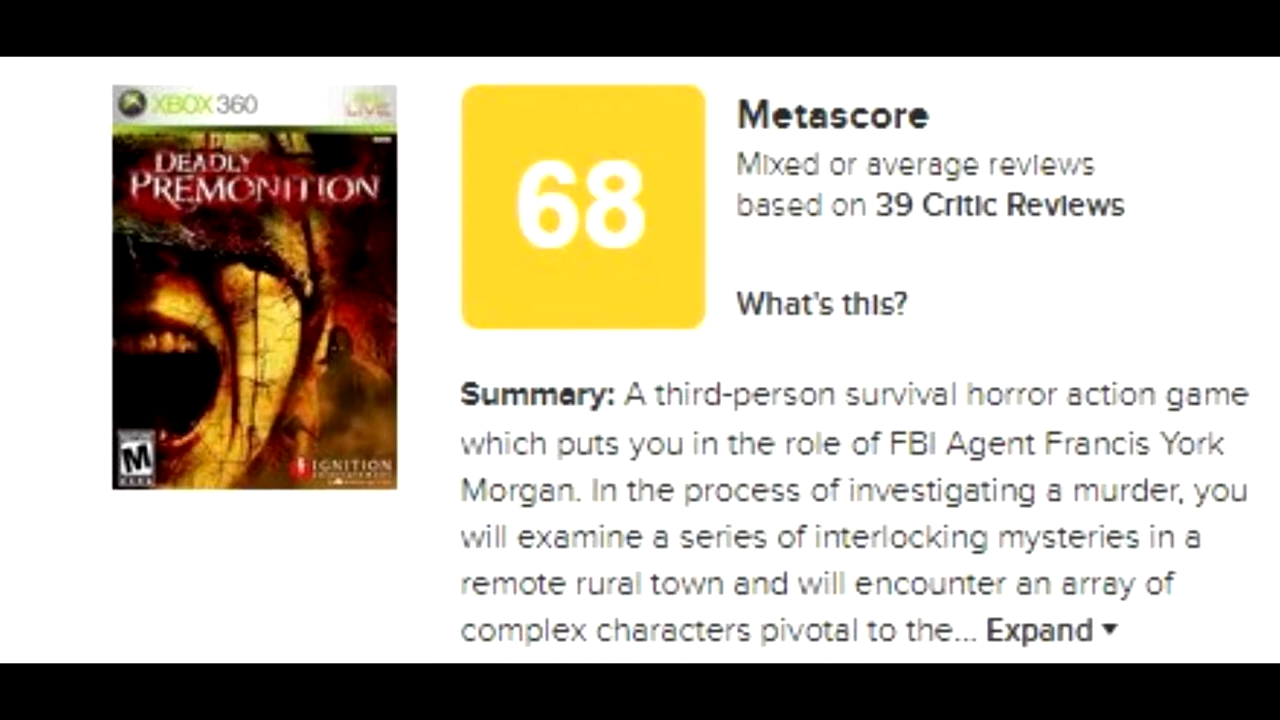 XBOX 360
LIVE
DEADLY
PREMONITION
M
IGNITION
68
Metascore
Mixed or average reviews
based on 39 Critic Reviews
What's this?
Summary: A third-person survival horror action game
which puts you in the role of FBI Agent Francis York
Morgan. In the process of investigating a murder, you
will examine a series of interlocking mysteries in a
remote rural town and will encounter an array of
complex characters pivotal to the... Expand